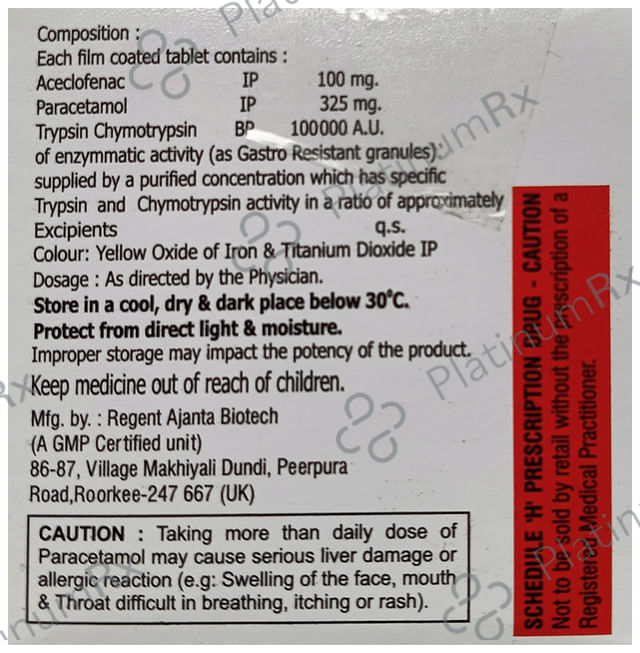 Composition :
Each film coated tablet contains :
Aceclofenac IP 100 mg.
Paracetamol IP 325 mg.
Trypsin Chymotrypsin BP 100000 A.U.
of enzymmatic activity (as Gastro Resistant granules).
supplied by a purified concentration which has specific
Trypsin and Chymotrypsin activity in a ratio of approximately
Excipients q.s.
Colour: Yellow Oxide of Iron & Titanium Dioxide IP
Dosage : As directed by the Physician.
Store in a cool, dry & dark place below 30°C.
Protect from direct light & moisture.
Improper storage may impact the potency of the product.
Keep medicine out of reach of children.
Mfg. by. : Regent Ajanta Biotech
(A GMP Certified unit)
86-87, Village Makhiyali Dundi, Peerpura
Road,Roorkee-247 667 (UK)
CAUTION : Taking more than daily dose of
Paracetamol may cause serious liver damage or
allergic reaction (e.g: Swelling of the face, mouth
& Throat difficult in breathing, itching or rash).
SCHEDULE 'H' PRESCRIPTION DRUG - CAUTION
Not to be sold by retail without the prescription of a
Registered Medical Practitioner.
PlatinumRx
PlatinumRx
PlatinumRx
PlatinumRx